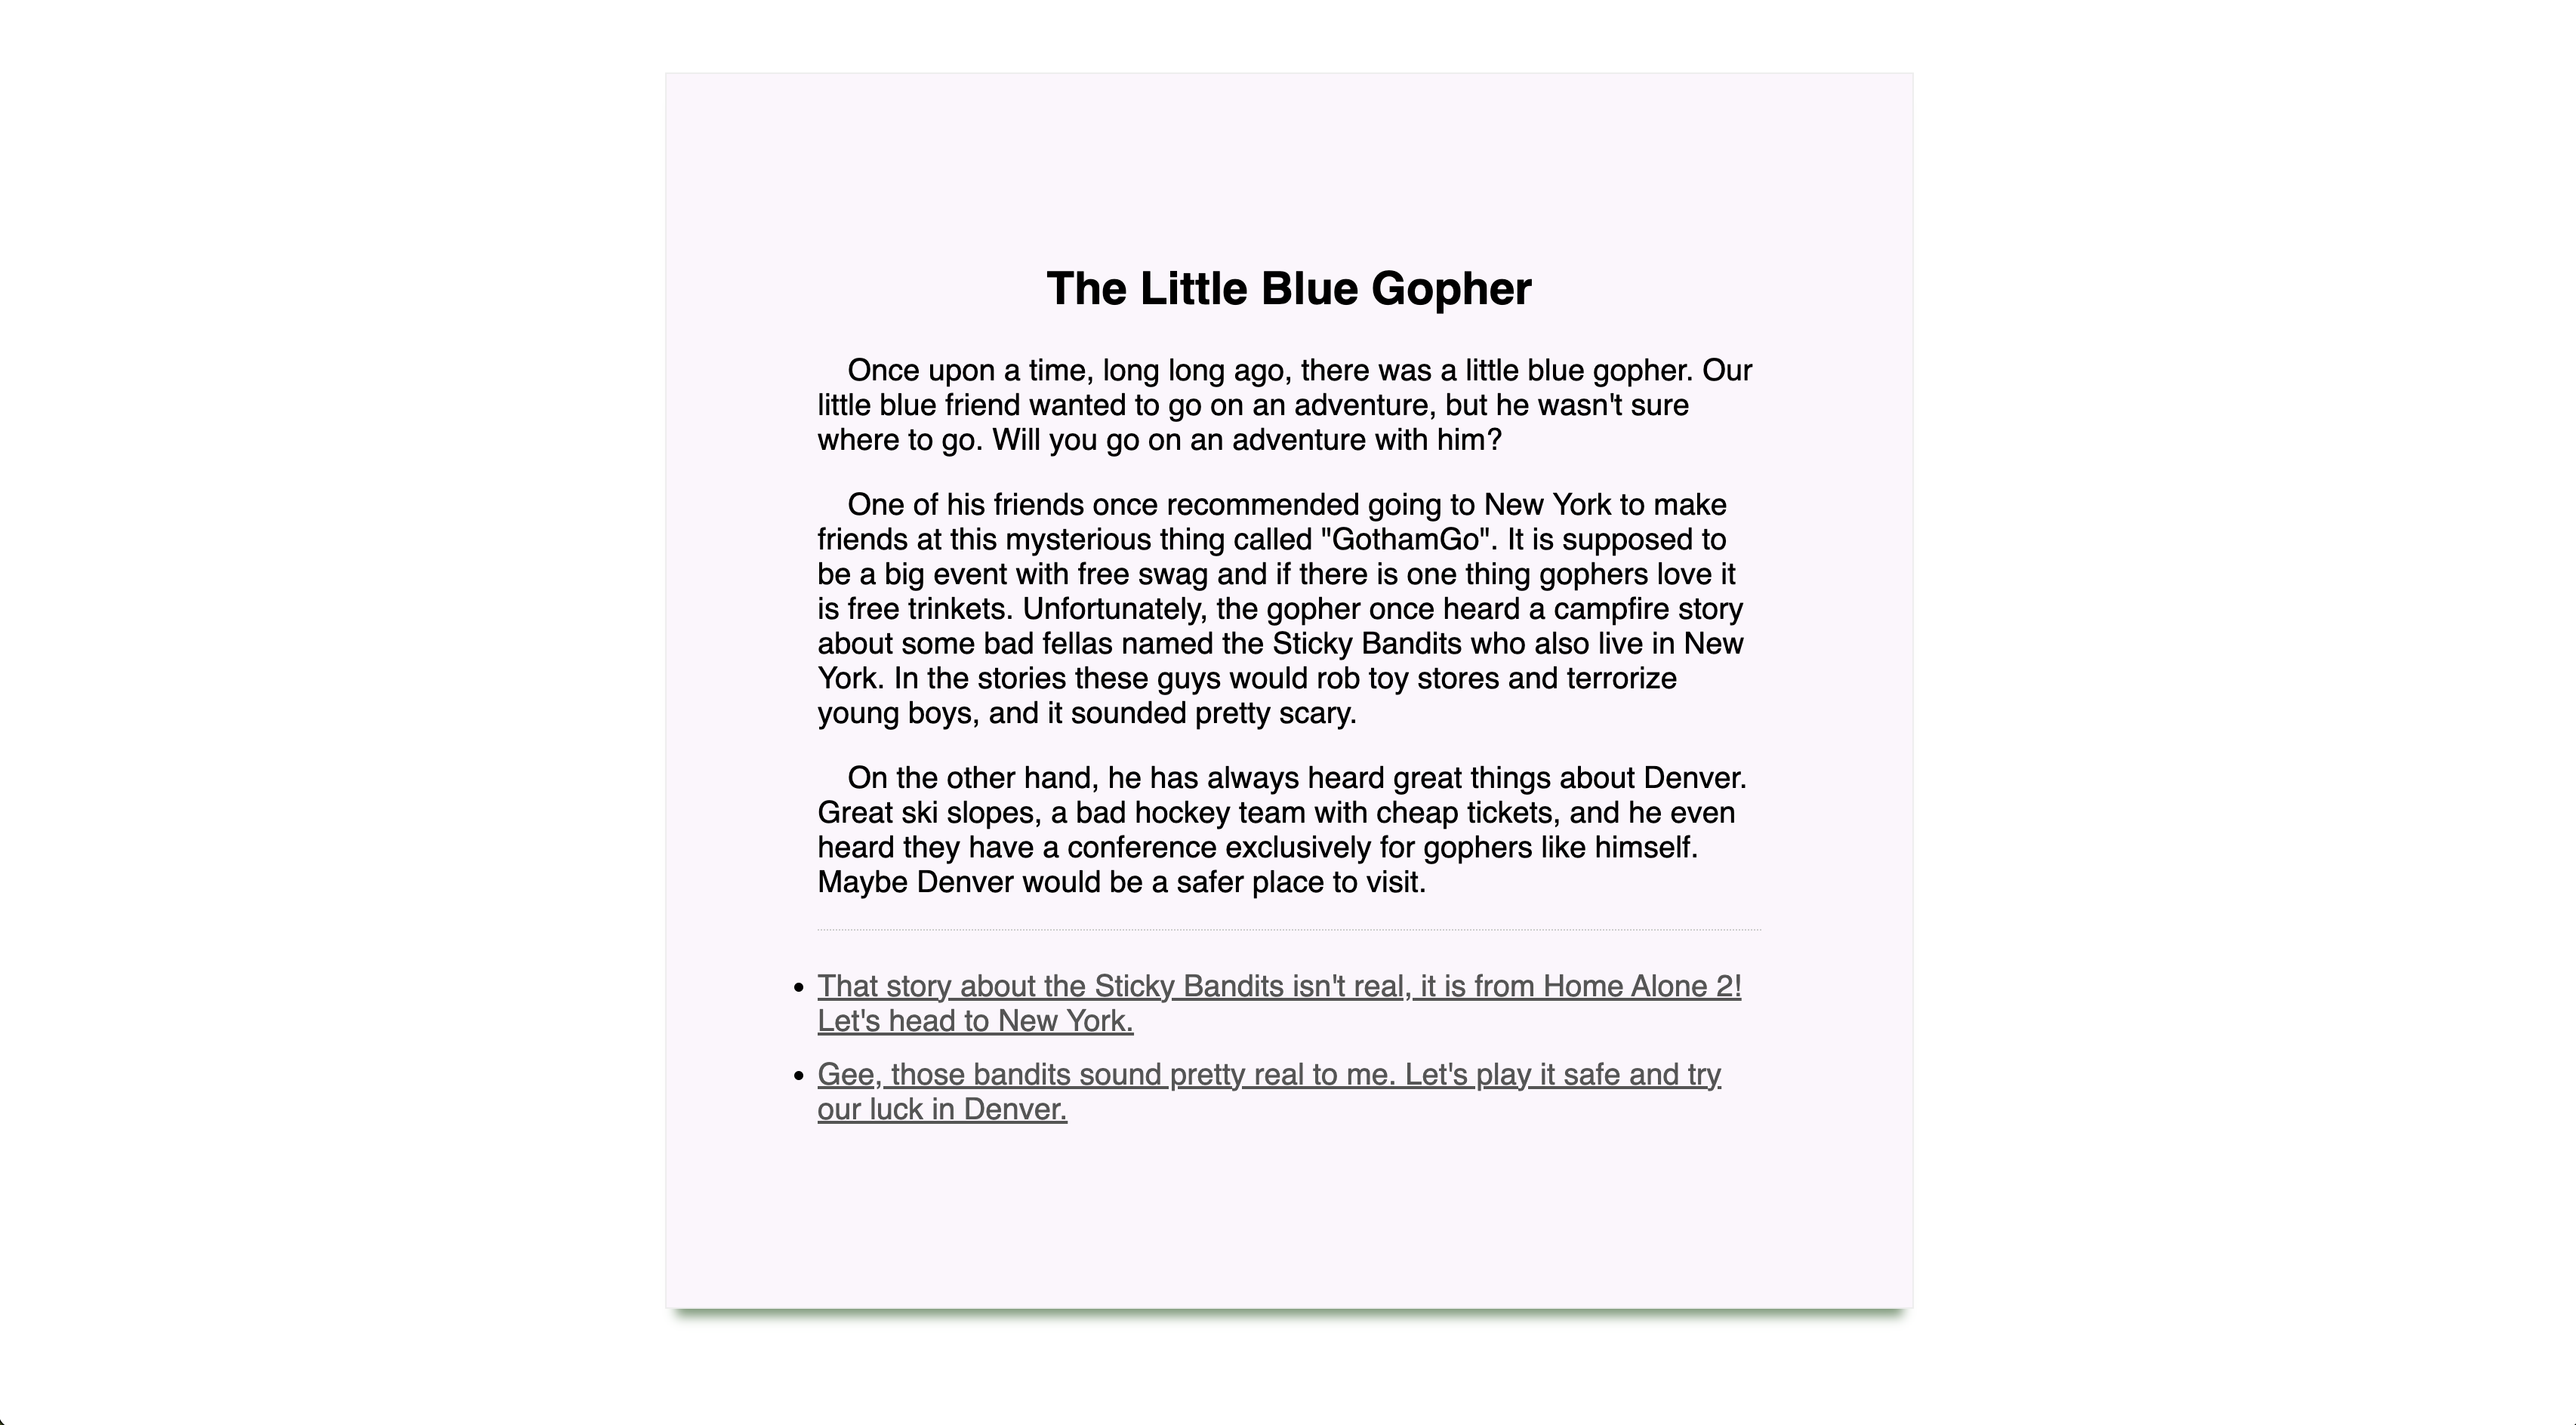 The Little Blue Gopher
Once upon a time, long long ago, there was a little blue gopher. Our
little blue friend wanted to go on an adventure, but he wasn't sure
where to go. Will you go on an adventure with him?
One of his friends once recommended going to New York to make
friends at this mysterious thing called "GothamGo". It is supposed to
be a big event with free swag and if there is one thing gophers love it
is free trinkets. Unfortunately, the gopher once heard a campfire story
about some bad fellas named the Sticky Bandits who also live in New
York. In the stories these guys would rob toy stores and terrorize
young boys, and it sounded pretty scary.
On the other hand, he has always heard great things about Denver.
Great ski slopes, a bad hockey team with cheap tickets, and he even
heard they have a conference exclusively for gophers like himself.
Maybe Denver would be a safer place to visit.
• That story about the Sticky Bandits isn't real, it is from Home Alone 2!
Let's head to New York.
• Gee, those bandits sound pretty real to me. Let's play it safe and try
our luck in Denver.